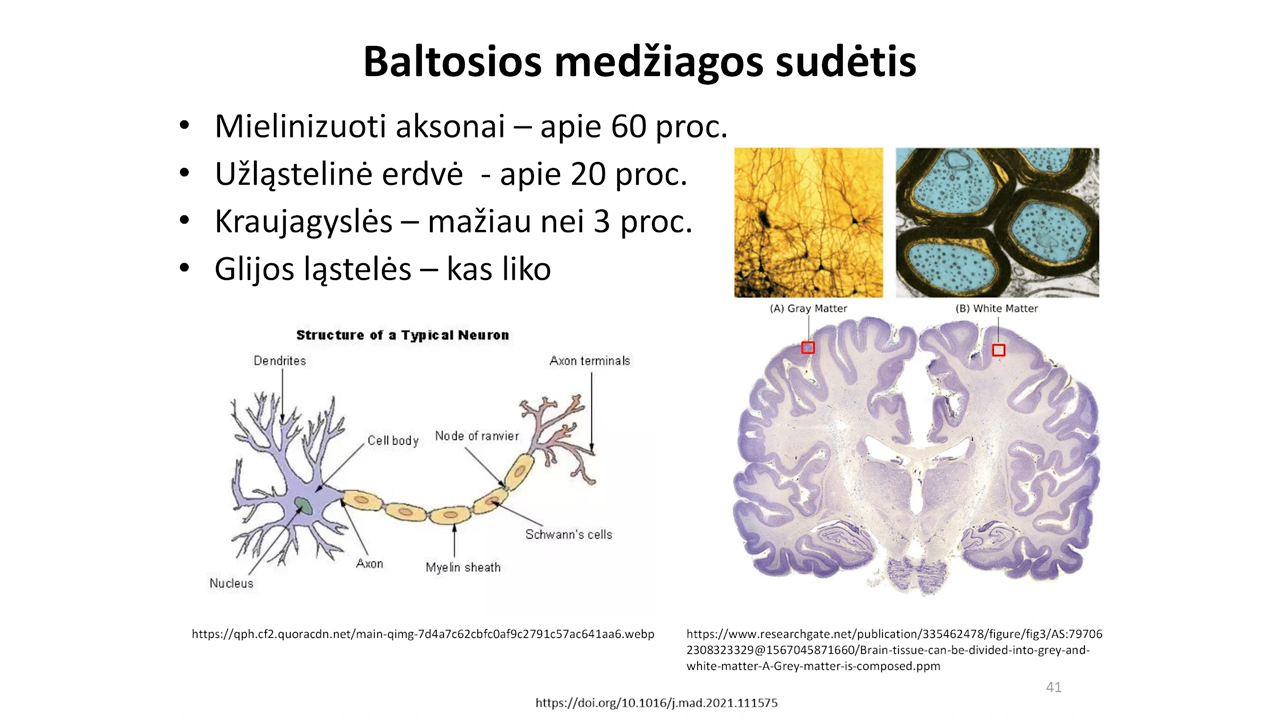 Baltosios medžiagos sudėtis
• Mielinizuoti aksonai – apie 60 proc.
• Užląstelinė erdvė - apie 20 proc.
• Kraujagyslės – mažiau nei 3 proc.
• Glijos ląstelės – kas liko
(A) Gray Matter
(B) White Matter
Structure of a Typical Neuron
Dendrites
Axon terminals
Cell body
Node of ranvier
Schwann's cells
Axon
Myelin sheath
Nucleus
https://qph.cf2.quoracdn.net/main-qimg-7d4a7c62cbfc0af9c2791c57ac641aa6.webp
https://www.researchgate.net/publication/335462478/figure/fig3/AS:79706
2308323329@1567045871660/Brain-tissue-can-be-divided-into-grey-and-
white-matter-A-Grey-matter-is-composed.ppm
41
https://doi.org/10.1016/j.mad.2021.111575